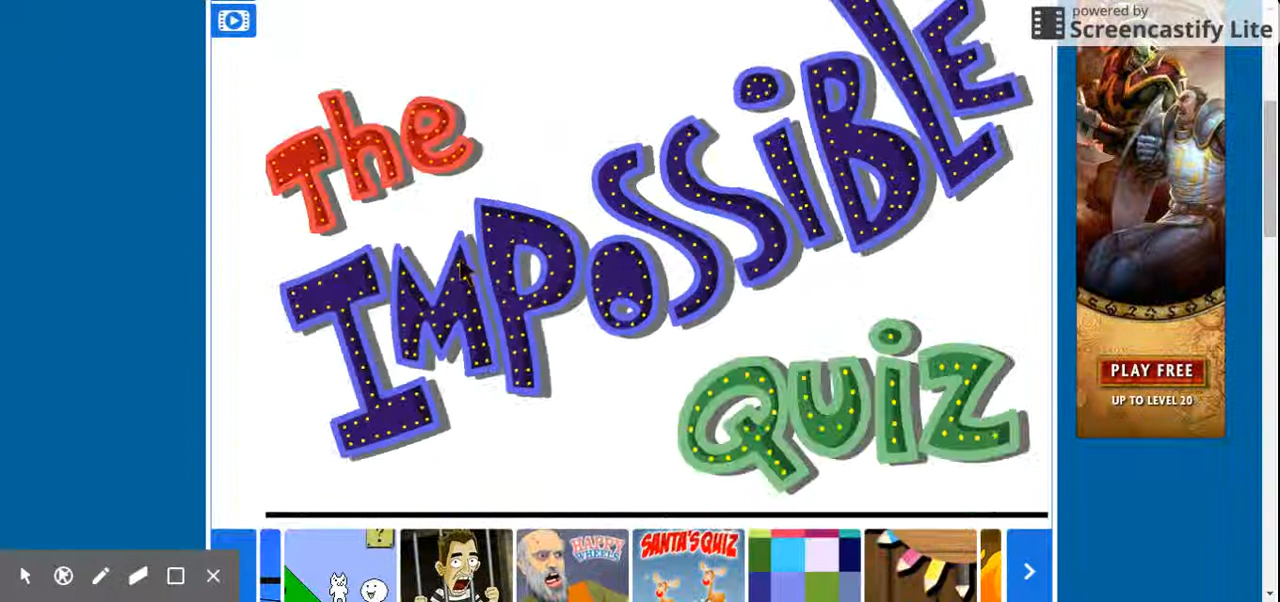 powered by
Screencastify Lite
The
IMPOSSiBLE
QUiZ
PLAY FREE
UP TO LEVEL 20
?
HAPPY
WHEELS
SANTA'S QUIZ